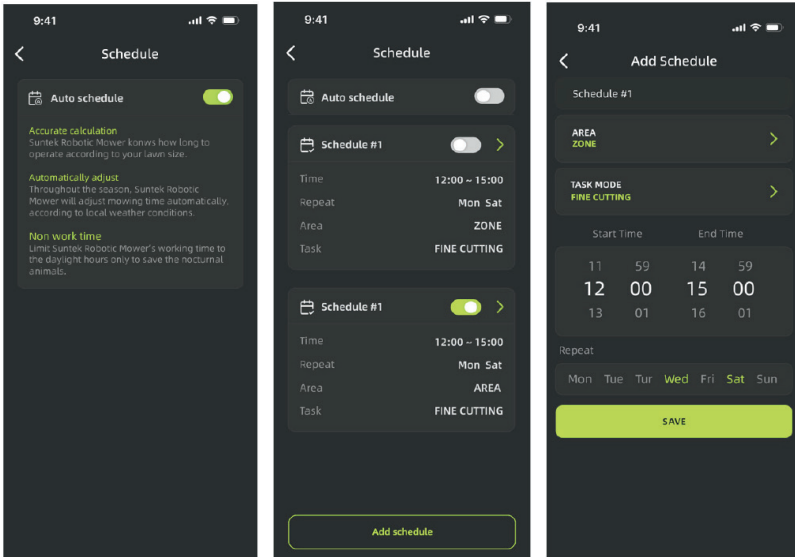 9:41
Schedule
Auto schedule
Accurate calculation
Suntek Robotic Mower konws how long to
operate according to your lawn size.
Automatically adjust
Throughout the season, Suntek Robotic
Mower will adjust mowing time automatically,
according to local weather conditions.
Non work time
Limit Suntek Robotic Mower's working time to
the daylight hours only to save the nocturnal
animals.
9:41
Schedule
Auto schedule
Schedule #1
Time 12:00 ~ 15:00
Repeat Mon Sat
Area ZONE
Task FINE CUTTING
Schedule #1
Time 12:00 ~ 15:00
Repeat Mon Sat
Area AREA
Task FINE CUTTING
Add schedule
9:41
Add Schedule
Schedule #1
AREA
ZONE
TASK MODE
FINE CUTTING
Start Time End Time
11 59 14 59
12 00 15 00
13 01 16 01
Repeat
Mon Tue Tur Wed Fri Sat Sun
SAVE